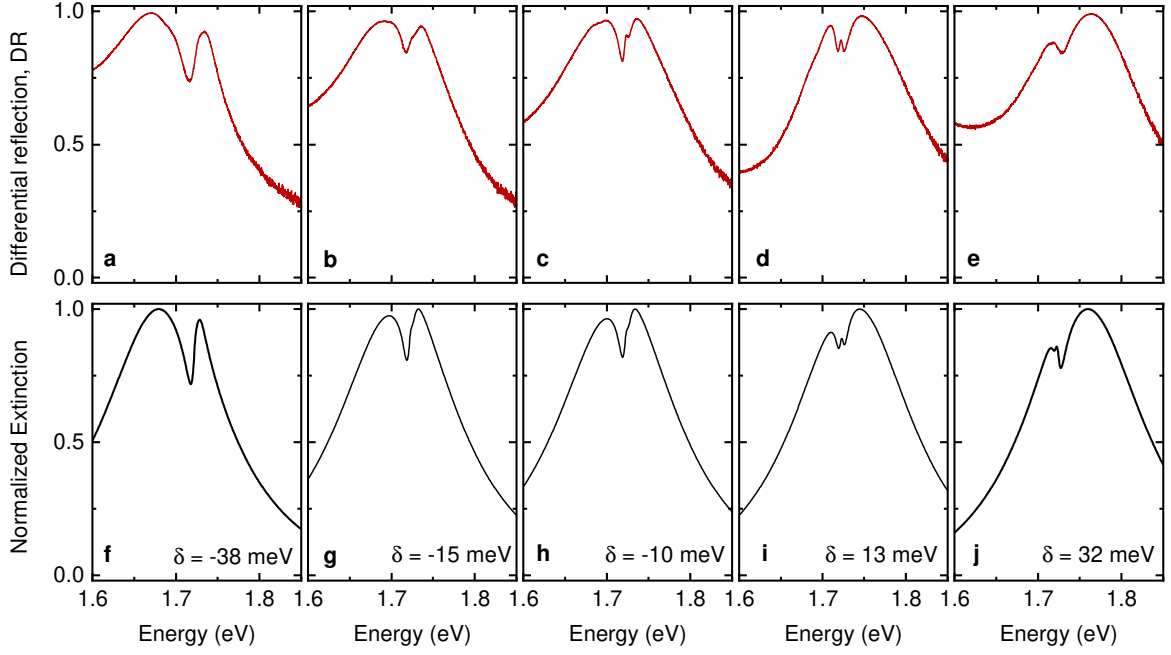 Differential reflection, DR
1.0
0.5
0.0
a
b
c
d
e
Normalized Extinction
1.0
0.5
0.0
f
δ = -38 meV
g
δ = -15 meV
h
δ = -10 meV
i
δ = 13 meV
j
δ = 32 meV
1.6 1.7 1.8 1.6 1.7 1.8 1.6 1.7 1.8 1.6 1.7 1.8 1.6 1.7 1.8
Energy (eV) Energy (eV) Energy (eV) Energy (eV) Energy (eV)